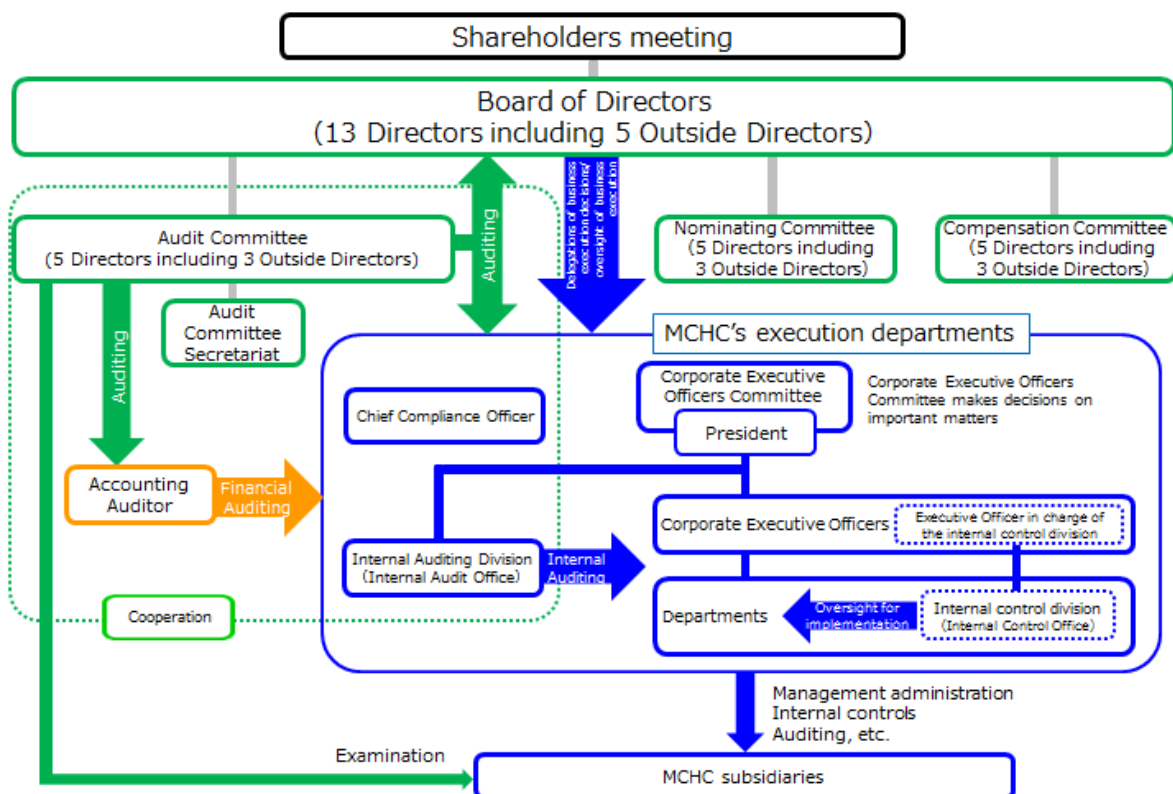 Shareholders meeting
Board of Directors
(13 Directors including 5 Outside Directors)
Delegations of business
execution decisions/
oversight of business
execution
Auditing
Audit Committee
(5 Directors including 3 Outside Directors)
Nominating Committee
(5 Directors including
3 Outside Directors)
Compensation Committee
(5 Directors including
3 Outside Directors)
Auditing
Audit
Committee
Secretariat
MCHC's execution departments
Corporate Executive
Officers Committee
President
Corporate Executive Officers
Committee makes decisions on
important matters
Chief Compliance Officer
Accounting
Auditor
Financial
Auditing
Corporate Executive Officers
Executive Officer in charge of
the internal control division
Internal Auditing Division
(Internal Audit Office)
Internal
Auditing
Departments
Oversight for
implementation
Internal control division
(Internal Control Office)
Cooperation
Management administration
Internal controls
Auditing, etc.
Examination
MCHC subsidiaries